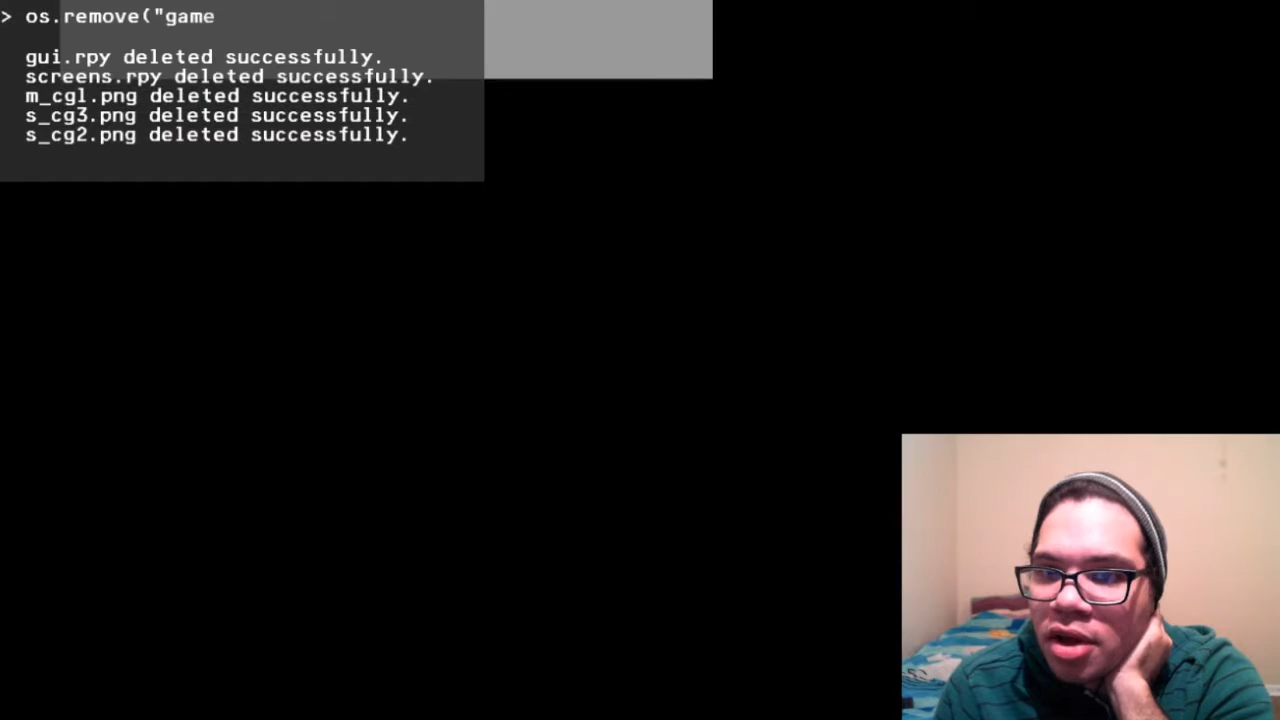 > os.remove("game
gui.rpy deleted successfully.
screens.rpy deleted successfully.
m_cg1.png deleted successfully.
s_cg3.png deleted successfully.
s_cg2.png deleted successfully.